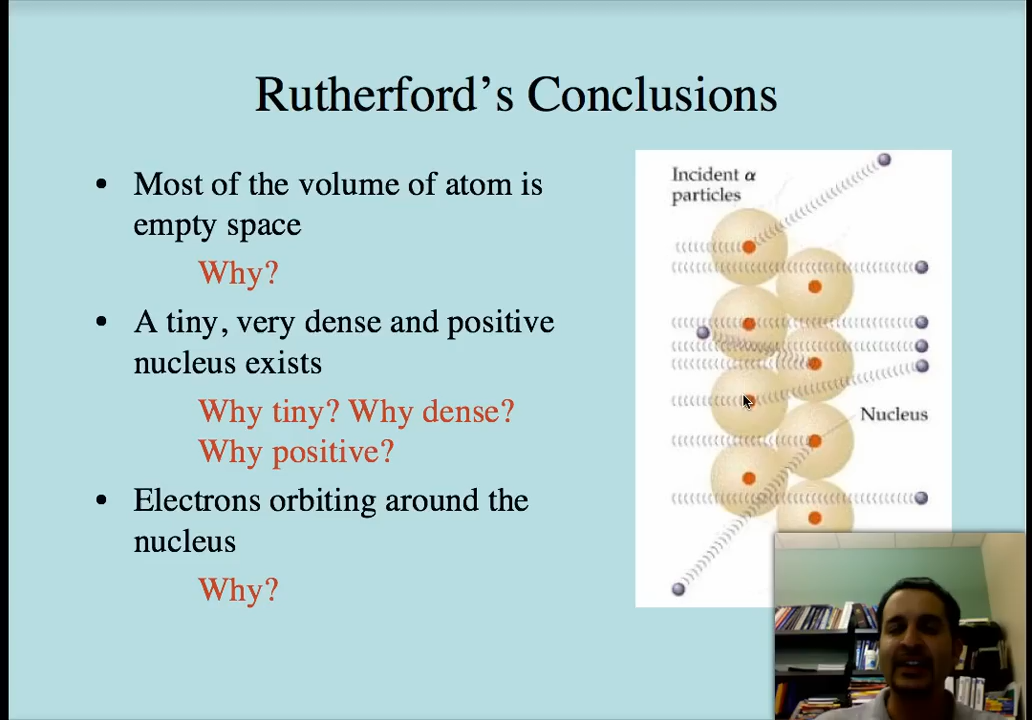 Rutherford’s Conclusions
• Most of the volume of atom is
empty space
Why?
• A tiny, very dense and positive
nucleus exists
Why tiny? Why dense?
Why positive?
• Electrons orbiting around the
nucleus
Why?
Incident α
particles
Nucleus